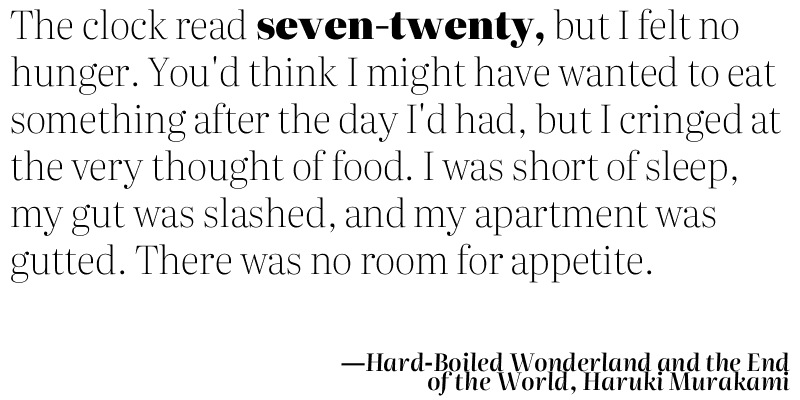 The clock read seven-twenty, but I felt no
hunger. You'd think I might have wanted to eat
something after the day I'd had, but I cringed at
the very thought of food. I was short of sleep,
my gut was slashed, and my apartment was
gutted. There was no room for appetite.
—Hard-Boiled Wonderland and the End
of the World, Haruki Murakami